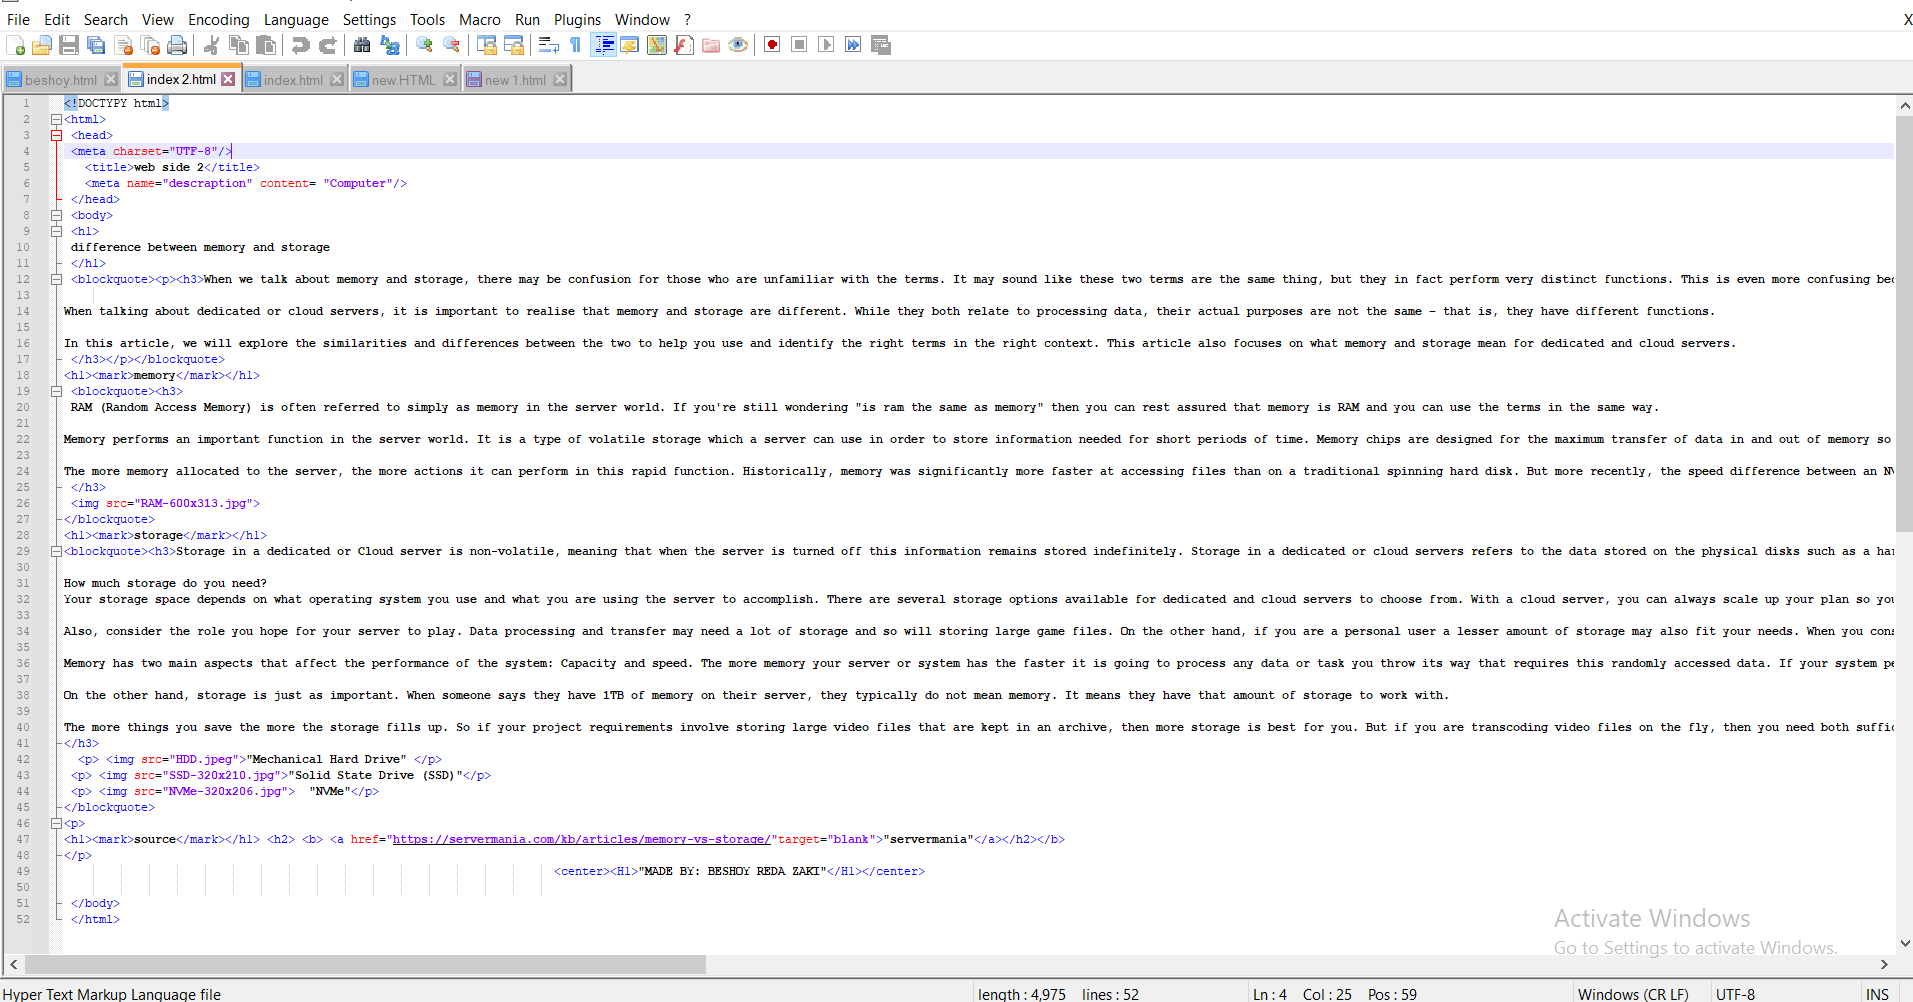 File Edit Search View Encoding Language Settings Tools Macro Run Plugins Window ? X
beshoy.html index 2.html index.html new.HTML new 1.html
1 <!DOCTYPY html>
2 <html>
3 <head>
4 <meta charset="UTF-8"/>
5 <title>web side 2</title>
6 <meta name="descraption" content= "Computer"/>
7 </head>
8 <body>
9 <h1>
10 difference between memory and storage
11 </h1>
12 <blockquote><p><h3>When we talk about memory and storage, there may be confusion for those who are unfamiliar with the terms. It may sound like these two terms are the same thing, but they in fact perform very distinct functions. This is even more confusing bec
13
14 When talking about dedicated or cloud servers, it is important to realise that memory and storage are different. While they both relate to processing data, their actual purposes are not the same – that is, they have different functions.
15
16 In this article, we will explore the similarities and differences between the two to help you use and identify the right terms in the right context. This article also focuses on what memory and storage mean for dedicated and cloud servers.
17 </h3></p></blockquote>
18 <h1><mark>memory</mark></h1>
19 <blockquote><h3>
20 RAM (Random Access Memory) is often referred to simply as memory in the server world. If you're still wondering "is ram the same as memory" then you can rest assured that memory is RAM and you can use the terms in the same way.
21
22 Memory performs an important function in the server world. It is a type of volatile storage which a server can use in order to store information needed for short periods of time. Memory chips are designed for the maximum transfer of data in and out of memory so
23
24 The more memory allocated to the server, the more actions it can perform in this rapid function. Historically, memory was significantly more faster at accessing files than on a traditional spinning hard disk. But more recently, the speed difference between an
25 </h3>
26 <img src="RAM-600x313.jpg">
27 </blockquote>
28 <h1><mark>storage</mark></h1>
29 <blockquote><h3>Storage in a dedicated or Cloud server is non-volatile, meaning that when the server is turned off this information remains stored indefinitely. Storage in a dedicated or cloud servers refers to the data stored on the physical disks such as a
30
31 How much storage do you need?
32 Your storage space depends on what operating system you use and what you are using the server to accomplish. There are several storage options available for dedicated and cloud servers to choose from. With a cloud server, you can always scale up your plan so
33
34 Also, consider the role you hope for your server to play. Data processing and transfer may need a lot of storage and so will storing large game files. On the other hand, if you are a personal user a lesser amount of storage may also fit your needs. When you
35
36 Memory has two main aspects that affect the performance of the system: Capacity and speed. The more memory your server or system has the faster it is going to process any data or task you throw its way that requires this randomly accessed data. If your system
37
38 On the other hand, storage is just as important. When someone says they have 1TB of memory on their server, they typically do not mean memory. It means they have that amount of storage to work with.
39
40 The more things you save the more the storage fills up. So if your project requirements involve storing large video files that are kept in an archive, then more storage is best for you. But if you are transcoding video files on the fly, then you need both
41 </h3>
42 <p> <img src="HDD.jpeg">"Mechanical Hard Drive" </p>
43 <p> <img src="SSD-320x210.jpg">"Solid State Drive (SSD)"</p>
44 <p> <img src="NVMe-320x206.jpg"> "NVMe"</p>
45 </blockquote>
46 <p>
47 <h1><mark>source</mark></h1> <h2> <b> <a href="https://servermania.com/kb/articles/memory-vs-storage/"target="blank">"servermania"</a></h2></b>
48 </p>
49 <center><H1>"MADE BY: BESHOY REDA ZAKI"</H1></center>
50
51 </body>
52 </html>
Activate Windows
Go to Settings to activate Windows.
Hyper Text Markup Language file length : 4,975 lines : 52 Ln : 4 Col : 25 Pos : 59 Windows (CR LF) UTF-8 INS